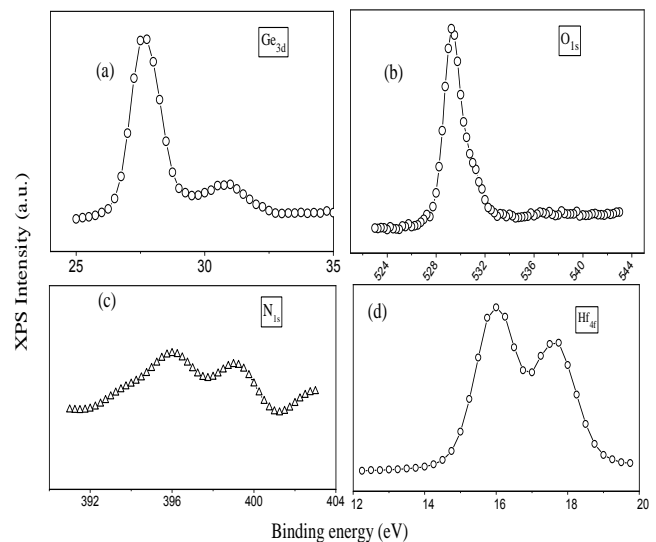 XPS Intensity (a.u.)
(a)
Ge3d
25 30 35
(b)
O1s
524 528 532 536 540 544
(c)
N1s
392 396 400 404
(d)
Hf4f
12 14 16 18 20
Binding energy (eV)